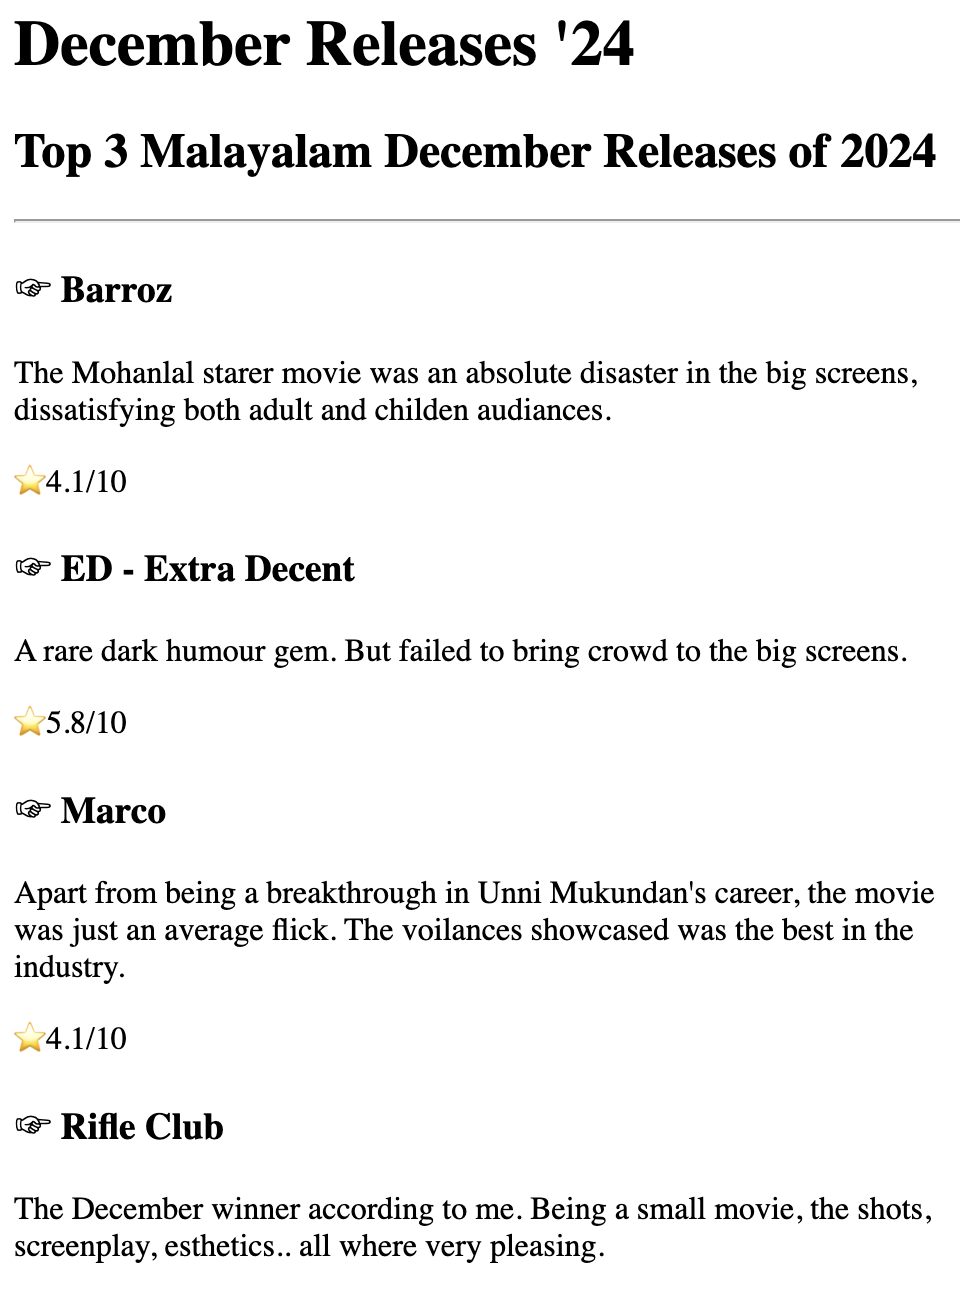 December Releases '24
Top 3 Malayalam December Releases of 2024
☞ Barroz
The Mohanlal starer movie was an absolute disaster in the big screens,
dissatisfying both adult and childen audiances.
⭐4.1/10
☞ ED - Extra Decent
A rare dark humour gem. But failed to bring crowd to the big screens.
⭐5.8/10
☞ Marco
Apart from being a breakthrough in Unni Mukundan's career, the movie
was just an average flick. The voilances showcased was the best in the
industry.
⭐4.1/10
☞ Rifle Club
The December winner according to me. Being a small movie, the shots,
screenplay, esthetics.. all where very pleasing.